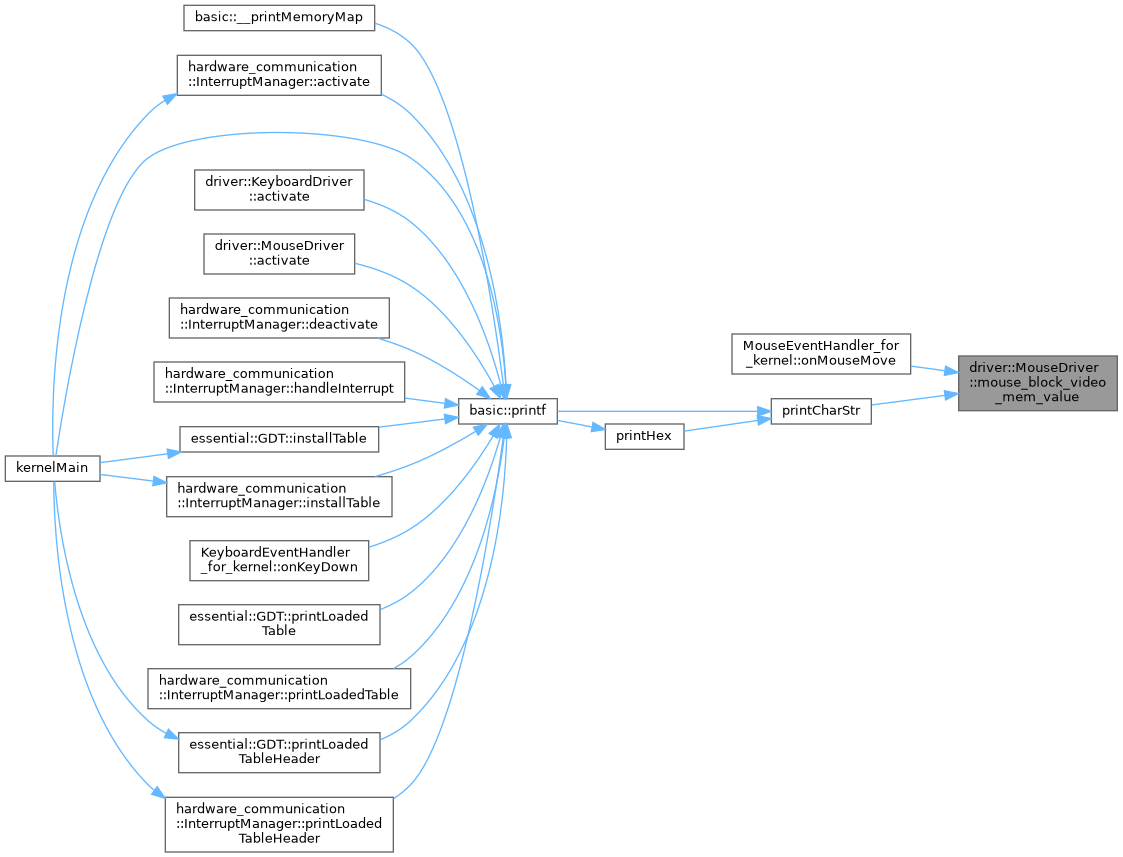 basic::__printMemoryMap
hardware_communication
::InterruptManager::activate
driver::KeyboardDriver
::activate
driver::MouseDriver
::activate
hardware_communication
::InterruptManager::deactivate
hardware_communication
::InterruptManager::handleInterrupt
essential::GDT::installTable
kernelMain
hardware_communication
::InterruptManager::installTable
KeyboardEventHandler
_for_kernel::onKeyDown
essential::GDT::printLoaded
Table
hardware_communication
::InterruptManager::printLoadedTable
essential::GDT::printLoaded
TableHeader
hardware_communication
::InterruptManager::printLoaded
TableHeader
basic::printf
printHex
MouseEventHandler_for
_kernel::onMouseMove
printCharStr
driver::MouseDriver
::mouse_block_video
_mem_value